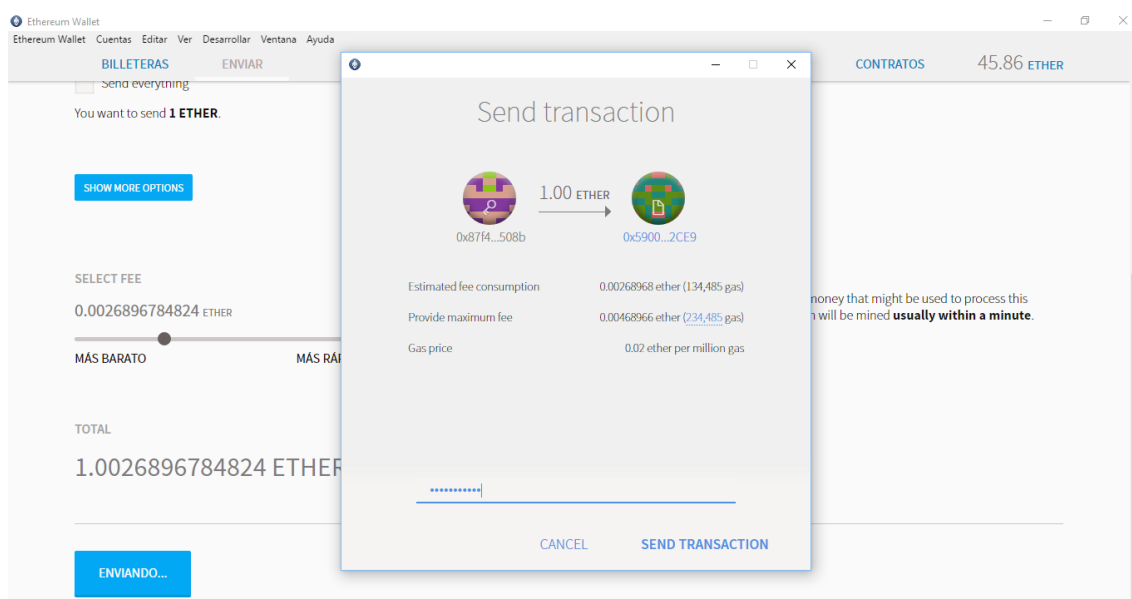 Ethereum Wallet
Ethereum Wallet Cuentas Editar Ver Desarrollar Ventana Ayuda
BILLETERAS ENVIAR CONTRATOS 45.86 ETHER
Send everything
You want to send 1 ETHER.
SHOW MORE OPTIONS
SELECT FEE
0.0026896784824 ETHER
MÁS BARATO MÁS RÁ
money that might be used to process this
will be mined usually within a minute.
TOTAL
1.0026896784824 ETHER
ENVIANDO...
Send transaction
1.00 ETHER
0x87f4...508b 0x5900...2CE9
Estimated fee consumption 0.00268968 ether (134,485 gas)
Provide maximum fee 0.00468966 ether (234,485 gas)
Gas price 0.02 ether per million gas
CANCEL SEND TRANSACTION